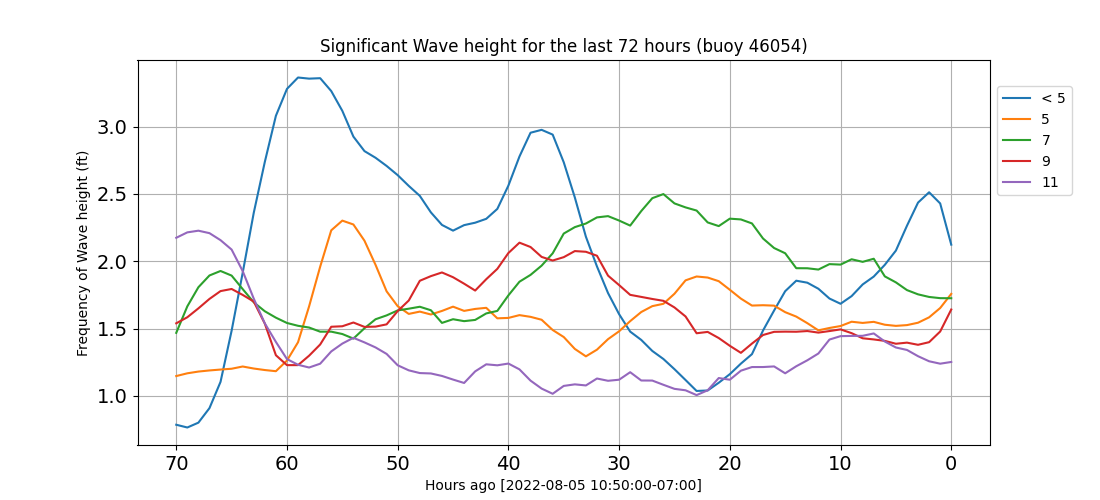 Significant Wave height for the last 72 hours (buoy 46054)
Frequency of Wave height (ft)
3.0
2.5
2.0
1.5
1.0
70 60 50 40 30 20 10 0
Hours ago [2022-08-05 10:50:00-07:00]
< 5
5
7
9
11